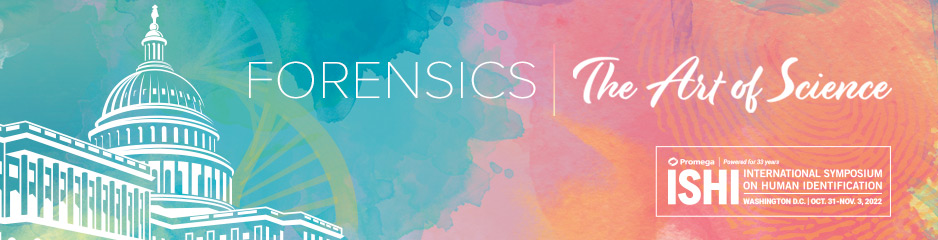 FORENSICS
The Art of Science
Promega
Powered for 33 years
ISHI
INTERNATIONAL SYMPOSIUM
ON HUMAN IDENTIFICATION
WASHINGTON D.C. | OCT. 31-NOV. 3, 2022